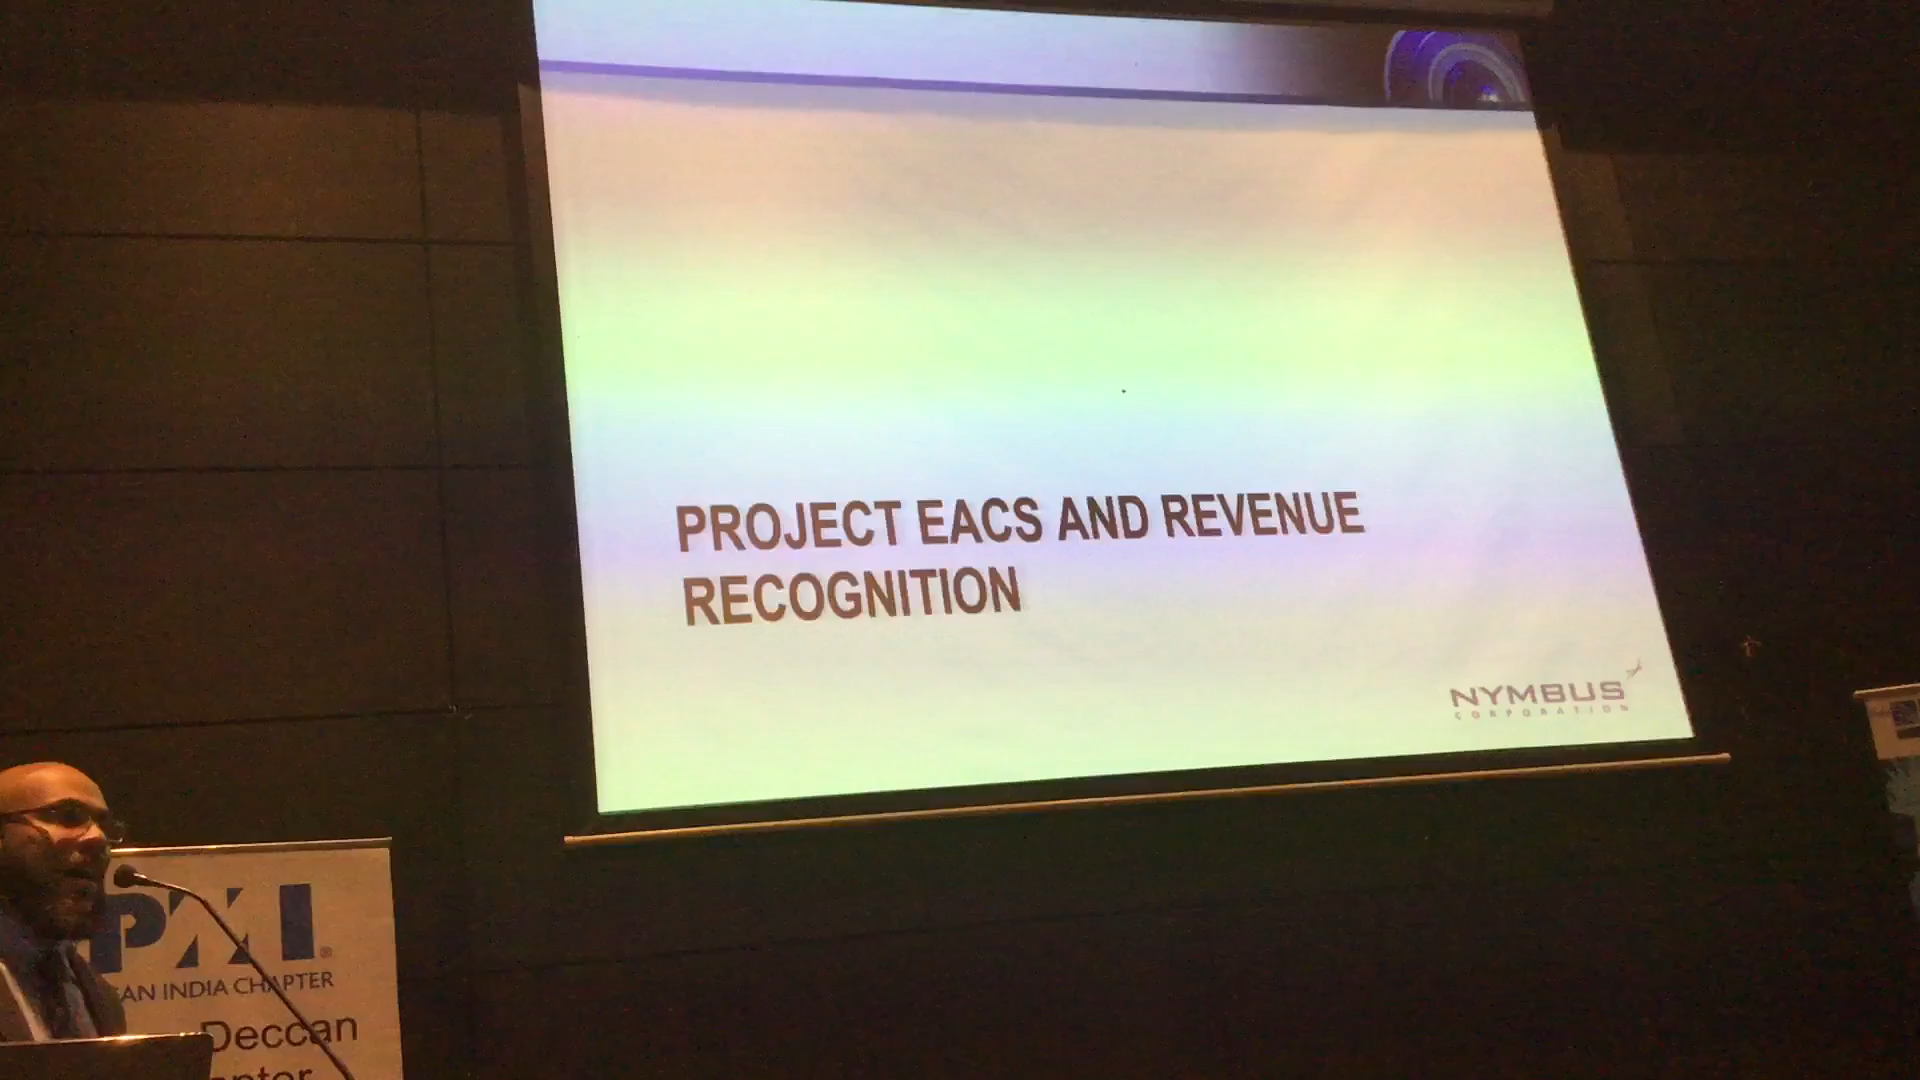 PROJECT EACS AND REVENUE
RECOGNITION
NYMBUS
CORPORATION
PMI®
INDIA CHAPTER
Deccan